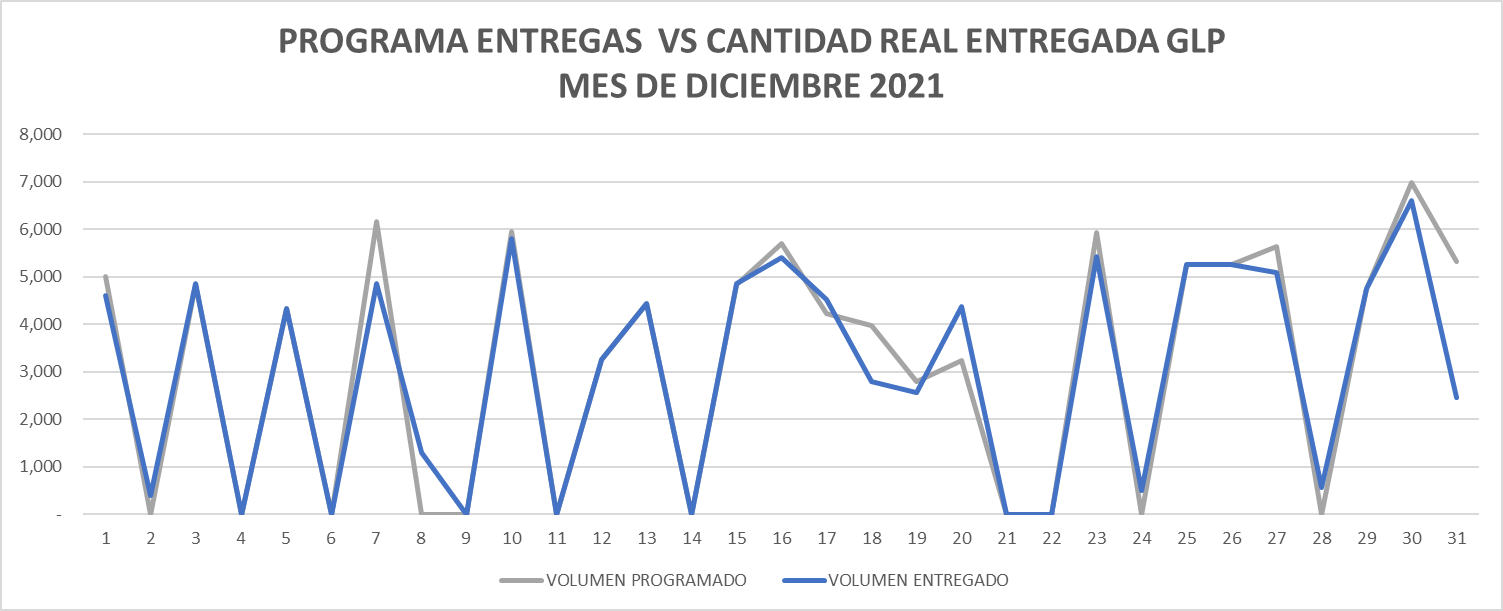 PROGRAMA ENTREGAS  VS CANTIDAD REAL ENTREGADA GLP
MES DE DICIEMBRE 2021
8,000
7,000
6,000
5,000
4,000
3,000
2,000
1,000
-
1 2 3 4 5 6 7 8 9 10 11 12 13 14 15 16 17 18 19 20 21 22 23 24 25 26 27 28 29 30 31
VOLUMEN PROGRAMADO VOLUMEN ENTREGADO